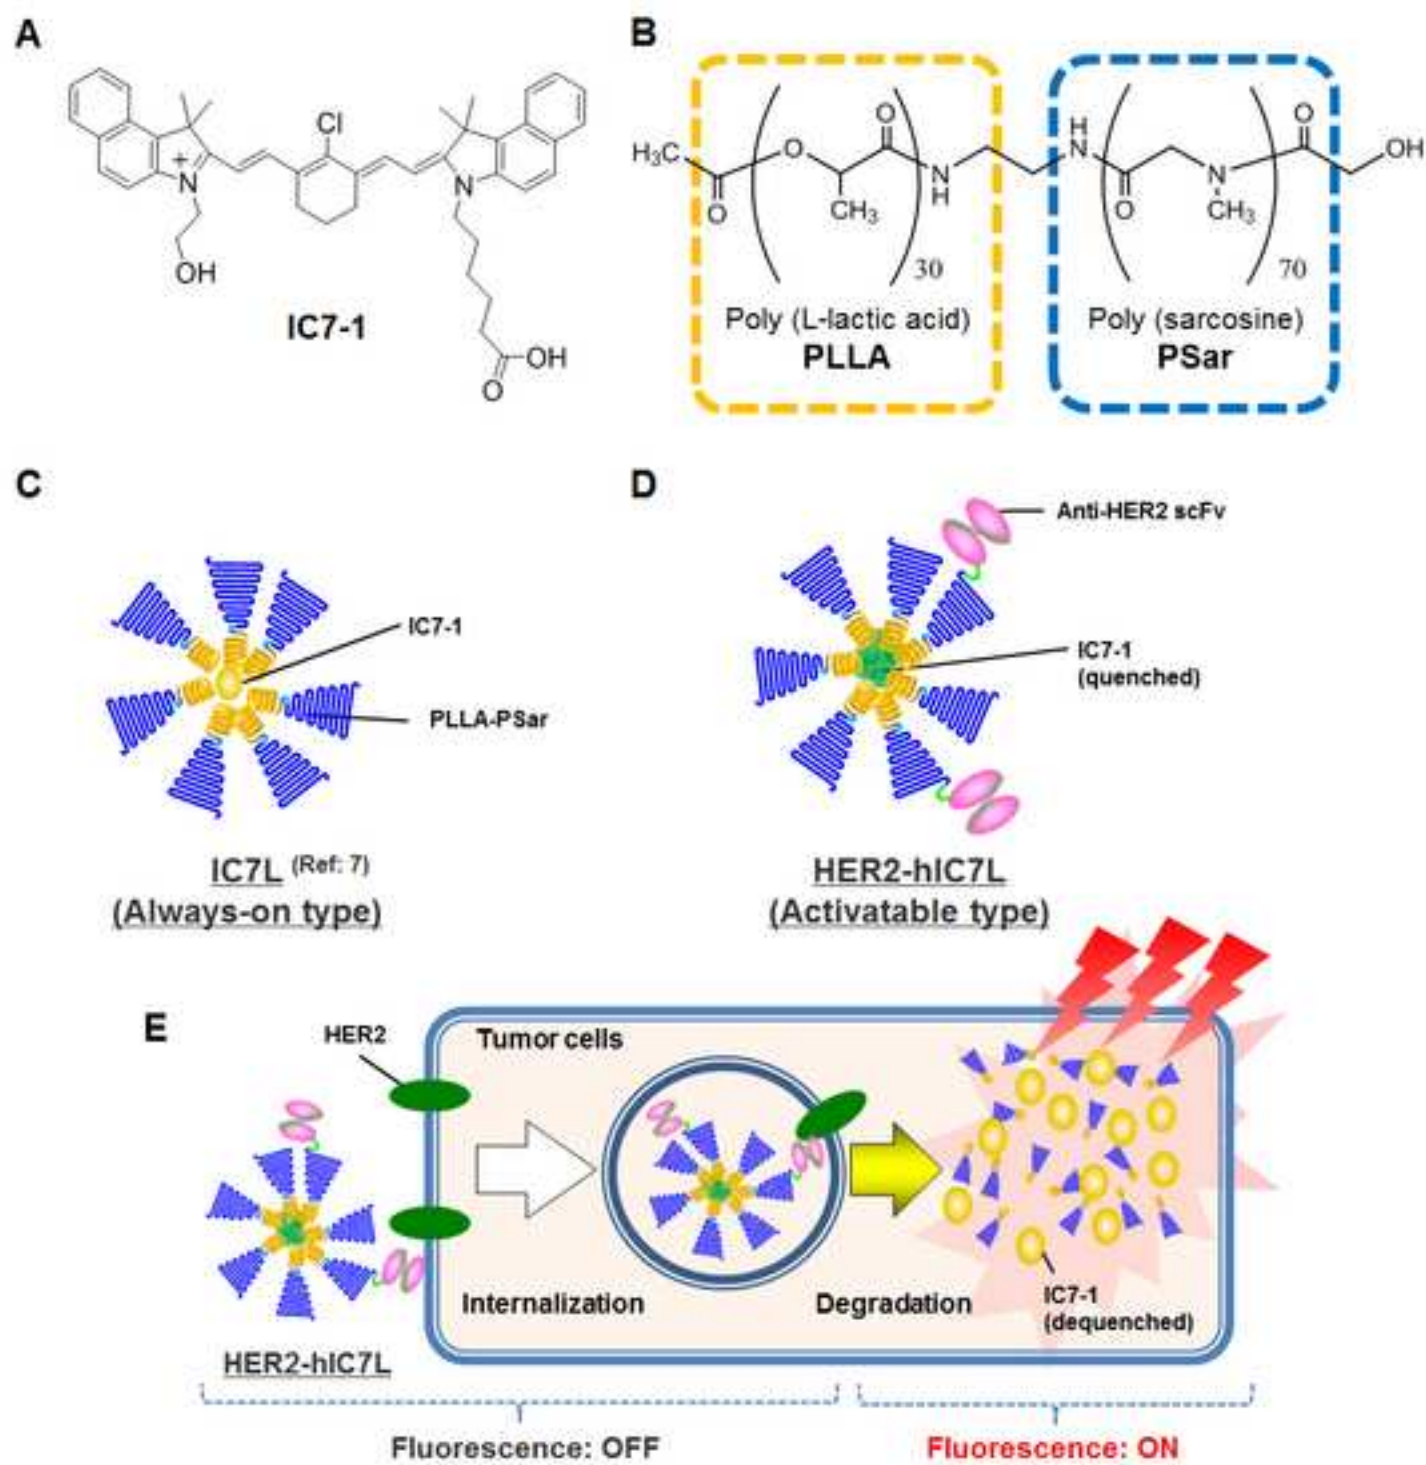 A
Cl
+
N
N
OH
OH
O
IC7-1
B
H₃C
O
O
O
CH₃
N
H
30
H
N
O
N
CH₃
70
O
OH
Poly (L-lactic acid)
PLLA
Poly (sarcosine)
PSar
C
IC7-1
PLLA-PSar
IC7L (Ref: 7)
(Always-on type)
D
Anti-HER2 scFv
IC7-1
(quenched)
HER2-hIC7L
(Activatable type)
E
HER2
Tumor cells
Internalization
Degradation
IC7-1
(dequenched)
HER2-hIC7L
Fluorescence: OFF
Fluorescence: ON